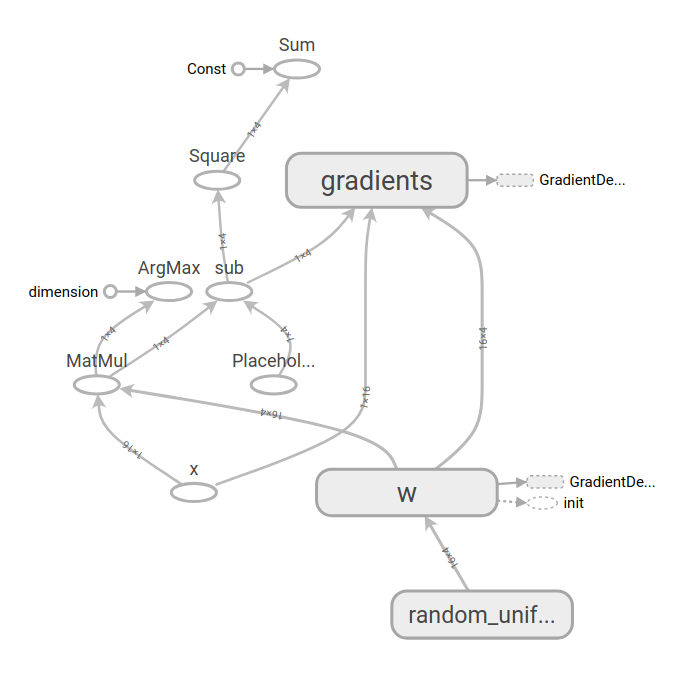 Sum
Const
1×4
Square
gradients
GradientDe...
1×4
1×4
ArgMax
sub
dimension
1×4
1×4
1×4
16×4
MatMul
Placehol...
1×16
16×4
1×16
x
W
GradientDe...
init
16×4
random_unif...